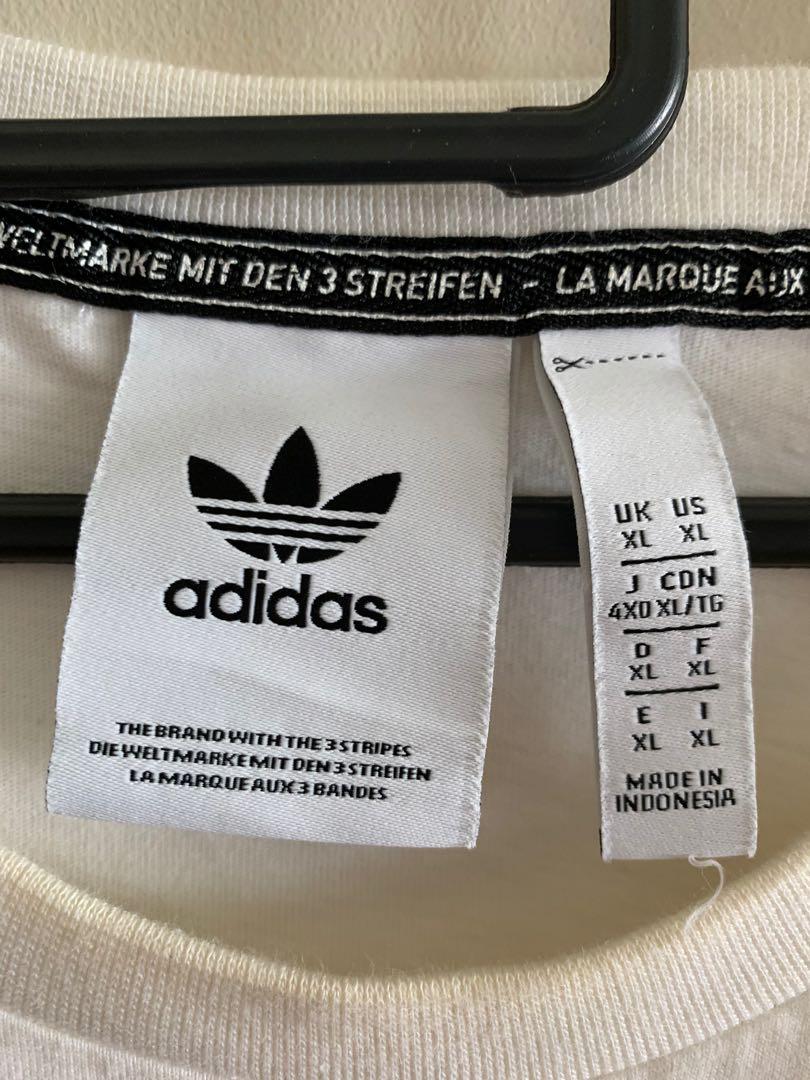 WELTMARKE MIT DEN 3 STREIFEN - LA MARQUE AUX
adidas
THE BRAND WITH THE 3 STRIPES
DIE WELTMARKE MIT DEN 3 STREIFEN
LA MARQUE AUX 3 BANDES
UK US
XL XL
J CDN
4XO XL/TG
D F
XL XL
E I
XL XL
MADE IN
INDONESIA